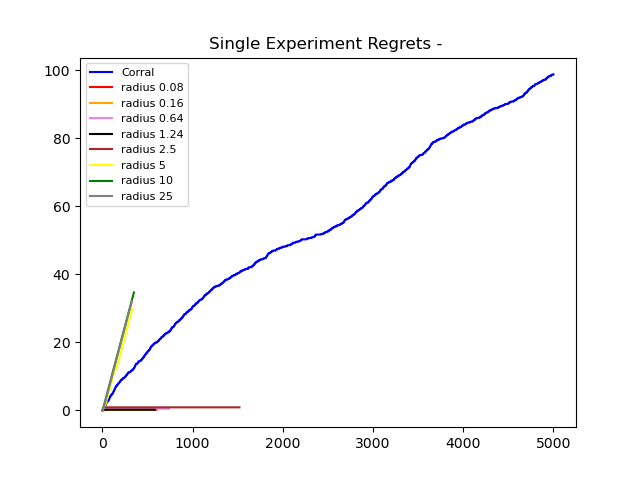 Single Experiment Regrets -
100
80
60
40
20
0
Corral
radius 0.08
radius 0.16
radius 0.64
radius 1.24
radius 2.5
radius 5
radius 10
radius 25
0 1000 2000 3000 4000 5000